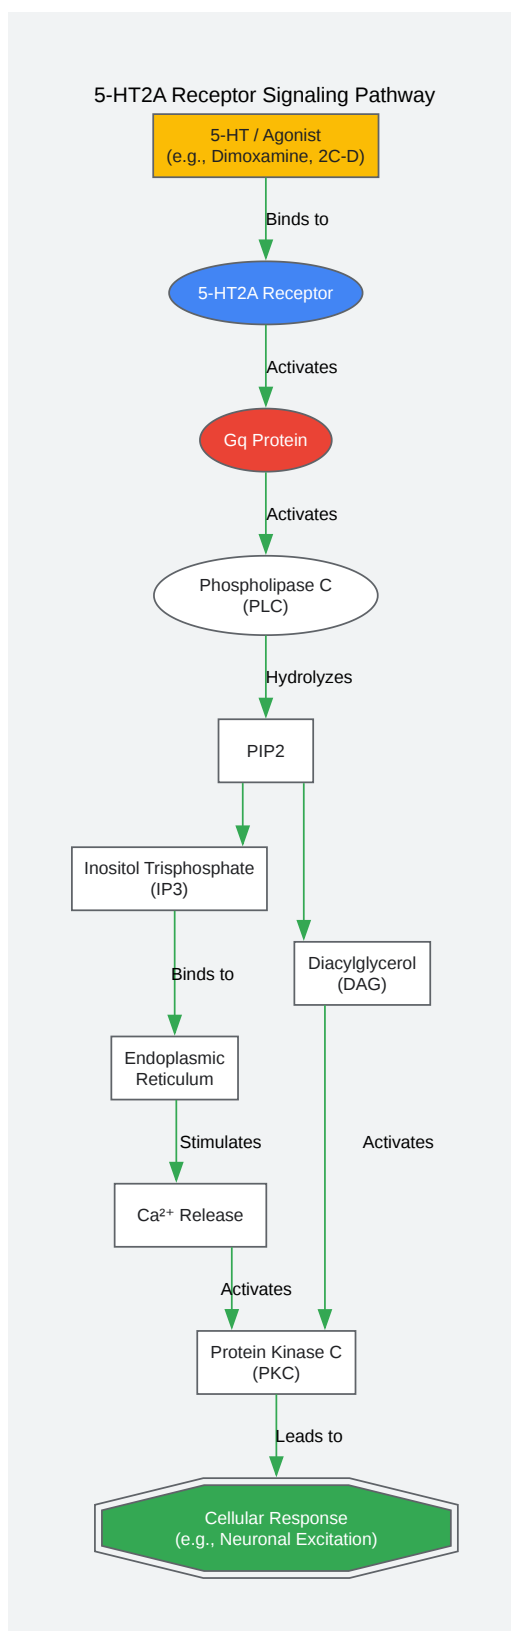 5-HT2A Receptor Signaling Pathway
5-HT / Agonist
(e.g., Dimoxamine, 2C-D)
Binds to
5-HT2A Receptor
Activates
Gq Protein
Activates
Phospholipase C
(PLC)
Hydrolyzes
PIP2
Inositol Trisphosphate
(IP3)
Diacylglycerol
(DAG)
Binds to
Endoplasmic
Reticulum
Stimulates
Activates
Ca²⁺ Release
Activates
Protein Kinase C
(PKC)
Leads to
Cellular Response
(e.g., Neuronal Excitation)